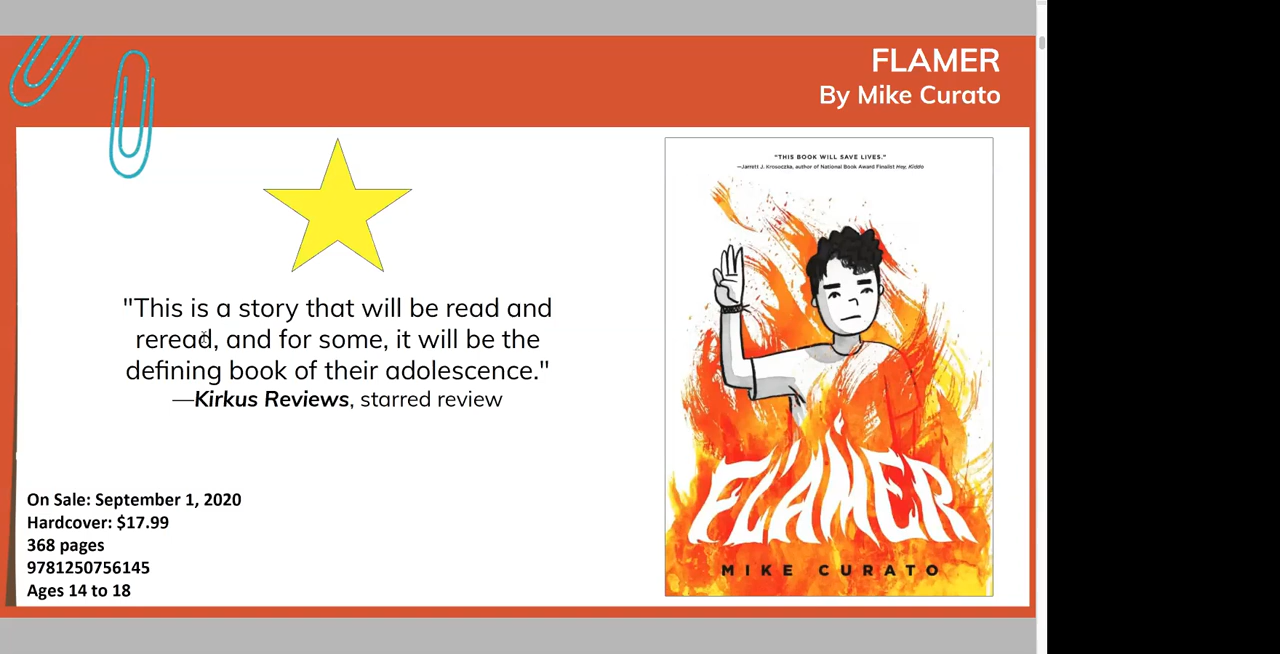 FLAMER
By Mike Curato
"This is a story that will be read and
reread, and for some, it will be the
defining book of their adolescence."
—Kirkus Reviews, starred review
On Sale: September 1, 2020
Hardcover: $17.99
368 pages
9781250756145
Ages 14 to 18
"THIS BOOK WILL SAVE LIVES."
—Jarrett J. Krosoczka, author of National Book Award Finalist Hey, Kiddo
FLAMER
MIKE CURATO